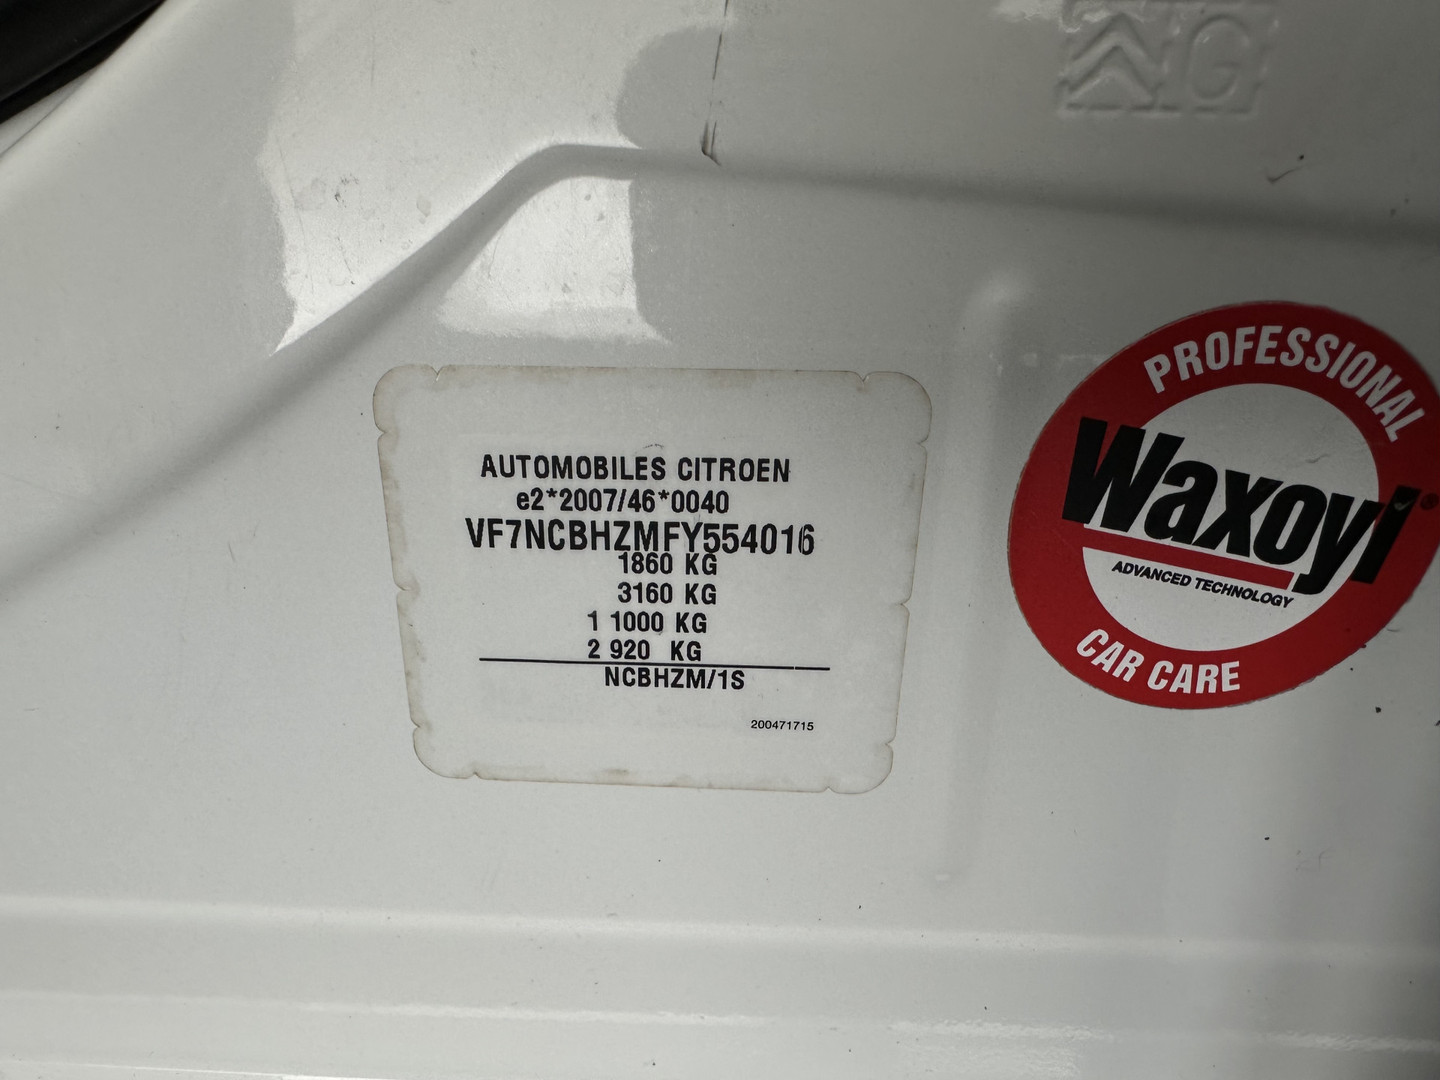 G
AUTOMOBILES CITROEN
e2*2007/46*0040
VF7NCBHZMFY554016
1860 KG
3160 KG
1 1000 KG
2 920 KG
NCBHZM/1S
200471715
PROFESSIONAL
Waxoyl®
ADVANCED TECHNOLOGY
CAR CARE